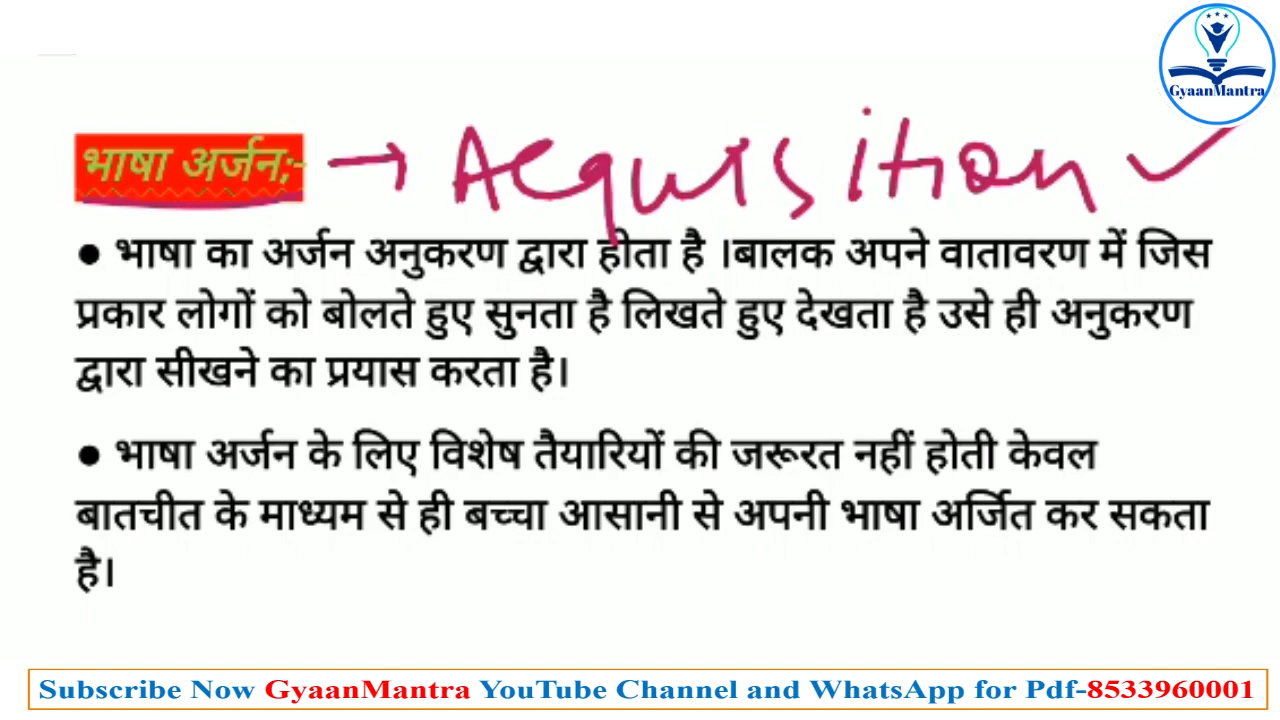 GyaanMantra
भाषा अर्जन;- → Acquisition ✓
● भाषा का अर्जन अनुकरण द्वारा होता है ।बालक अपने वातावरण में जिस
प्रकार लोगों को बोलते हुए सुनता है लिखते हुए देखता है उसे ही अनुकरण
द्वारा सीखने का प्रयास करता है।
● भाषा अर्जन के लिए विशेष तैयारियों की जरूरत नहीं होती केवल
बातचीत के माध्यम से ही बच्चा आसानी से अपनी भाषा अर्जित कर सकता
है।
Subscribe Now GyaanMantra YouTube Channel and WhatsApp for Pdf-8533960001